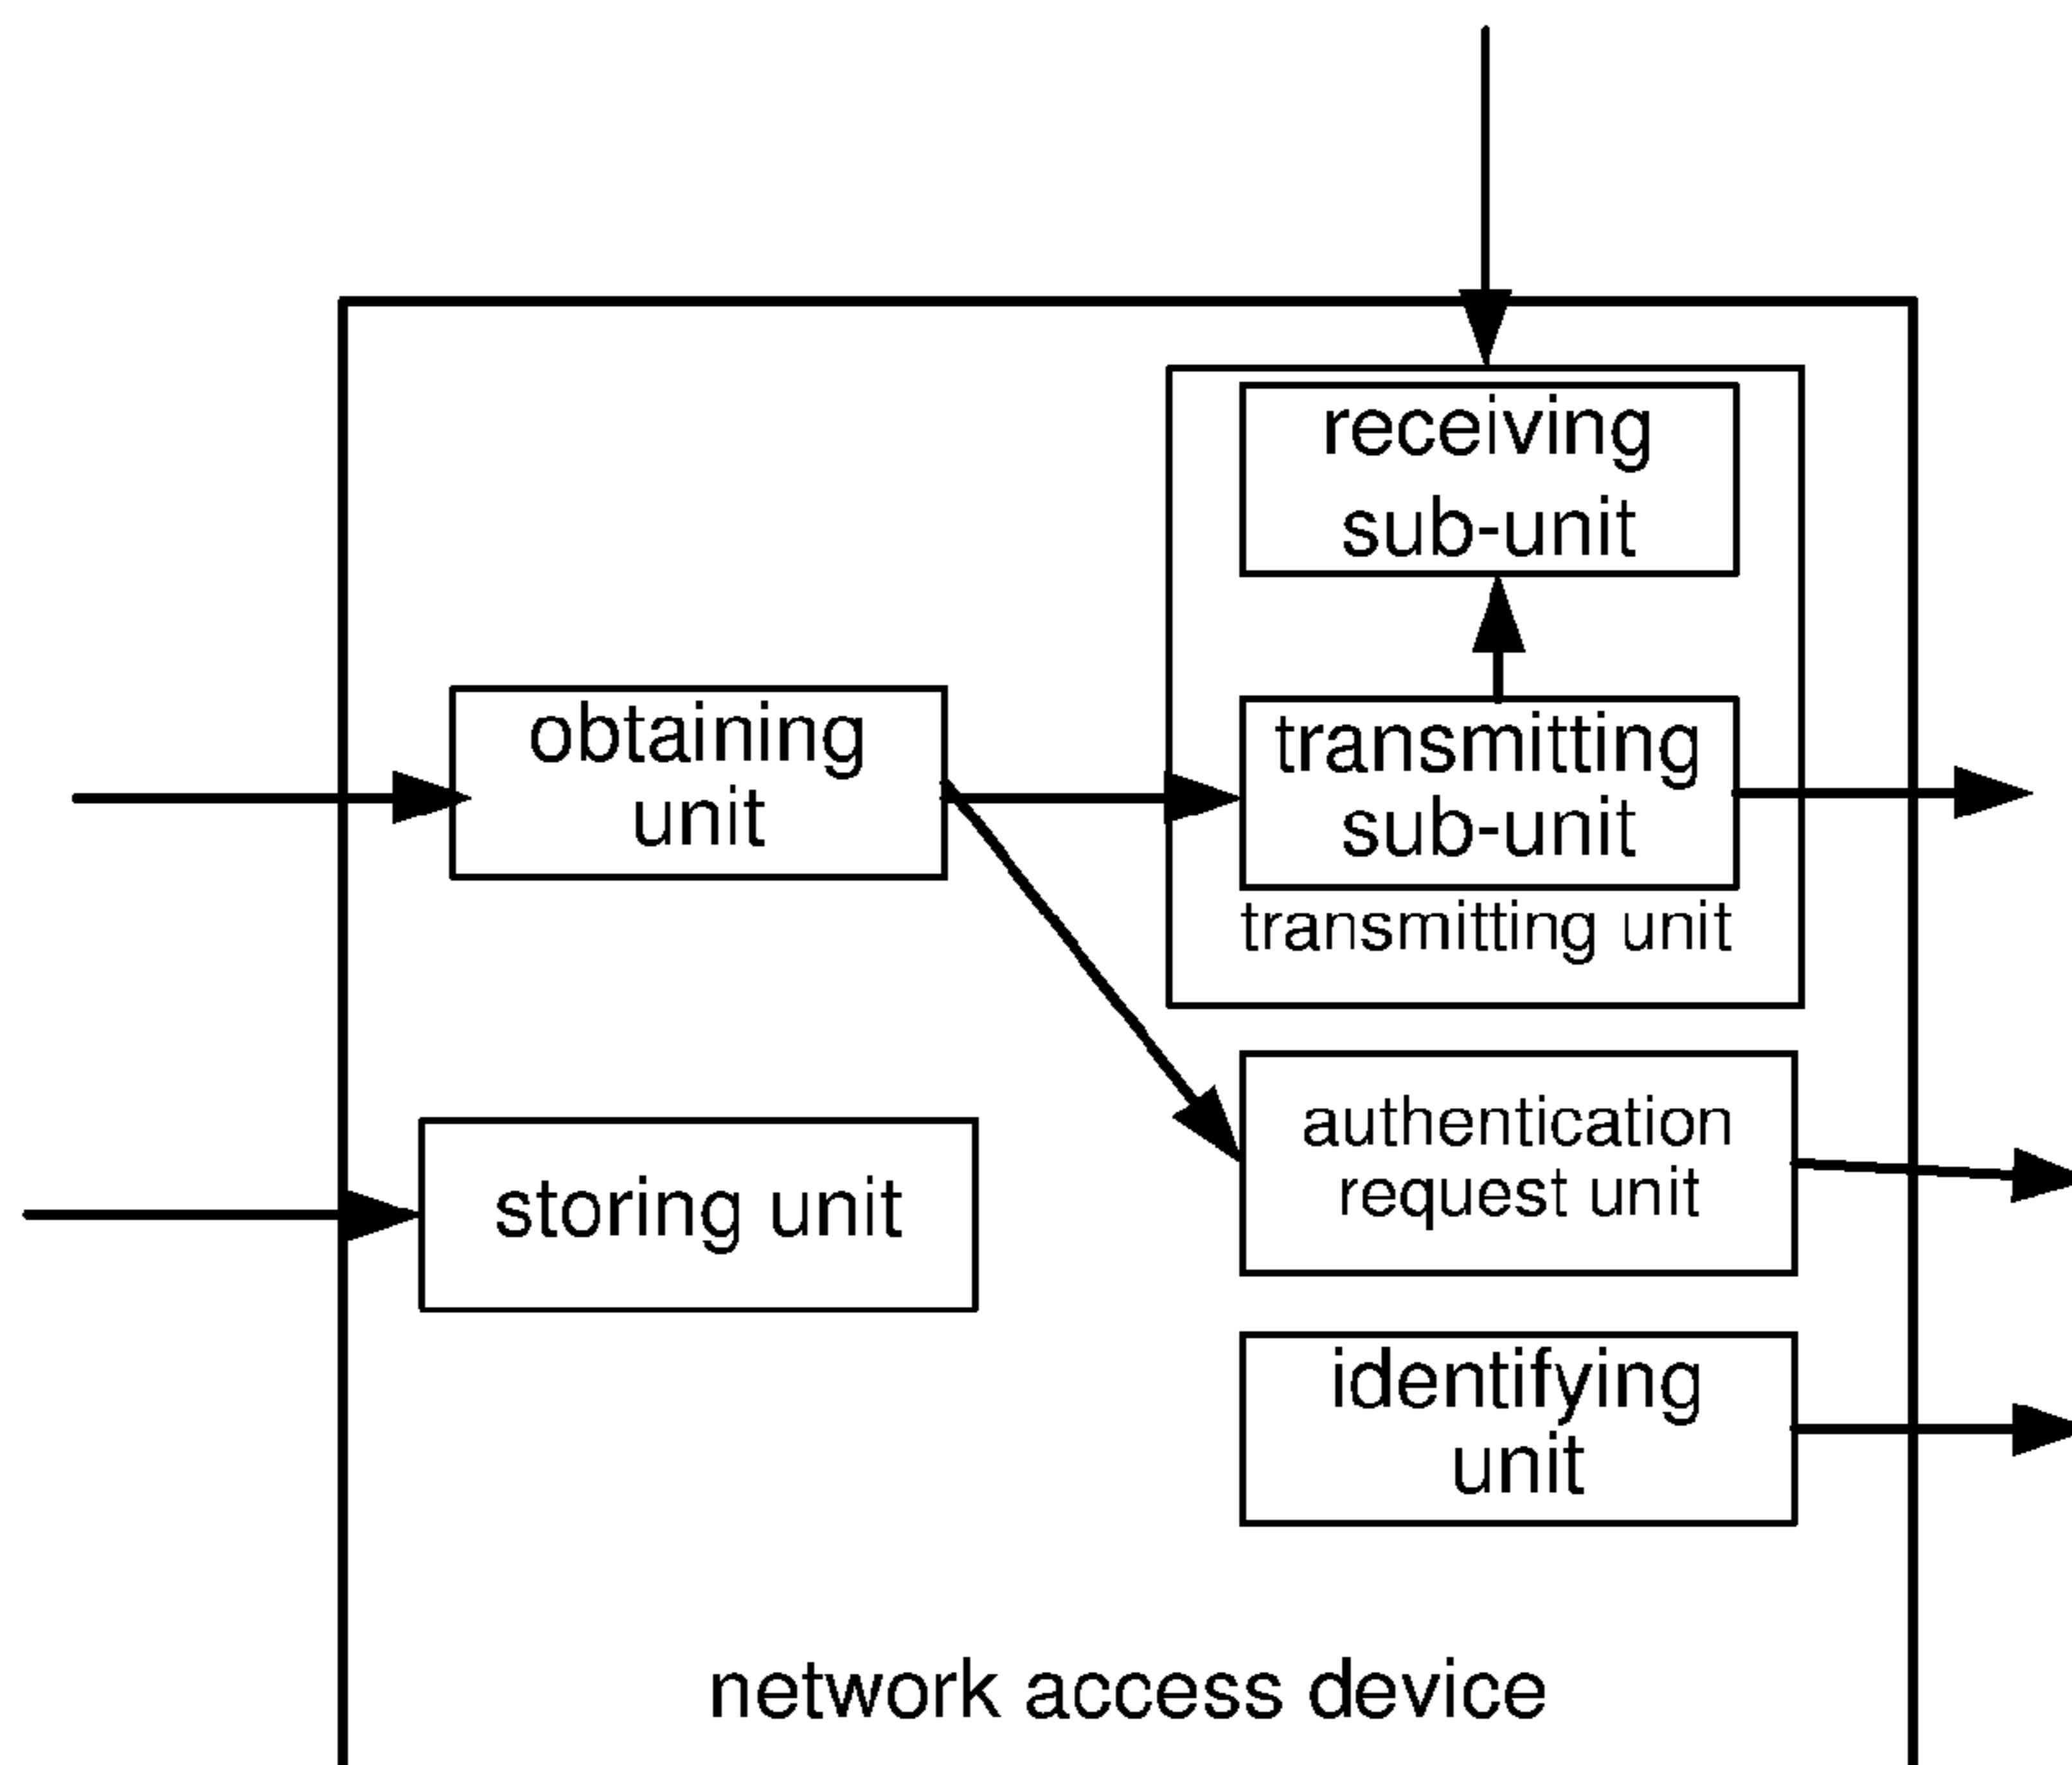 receiving
sub-unit
obtaining
unit
transmitting
sub-unit
transmitting unit
authentication
request unit
storing unit
identifying
unit
network access device